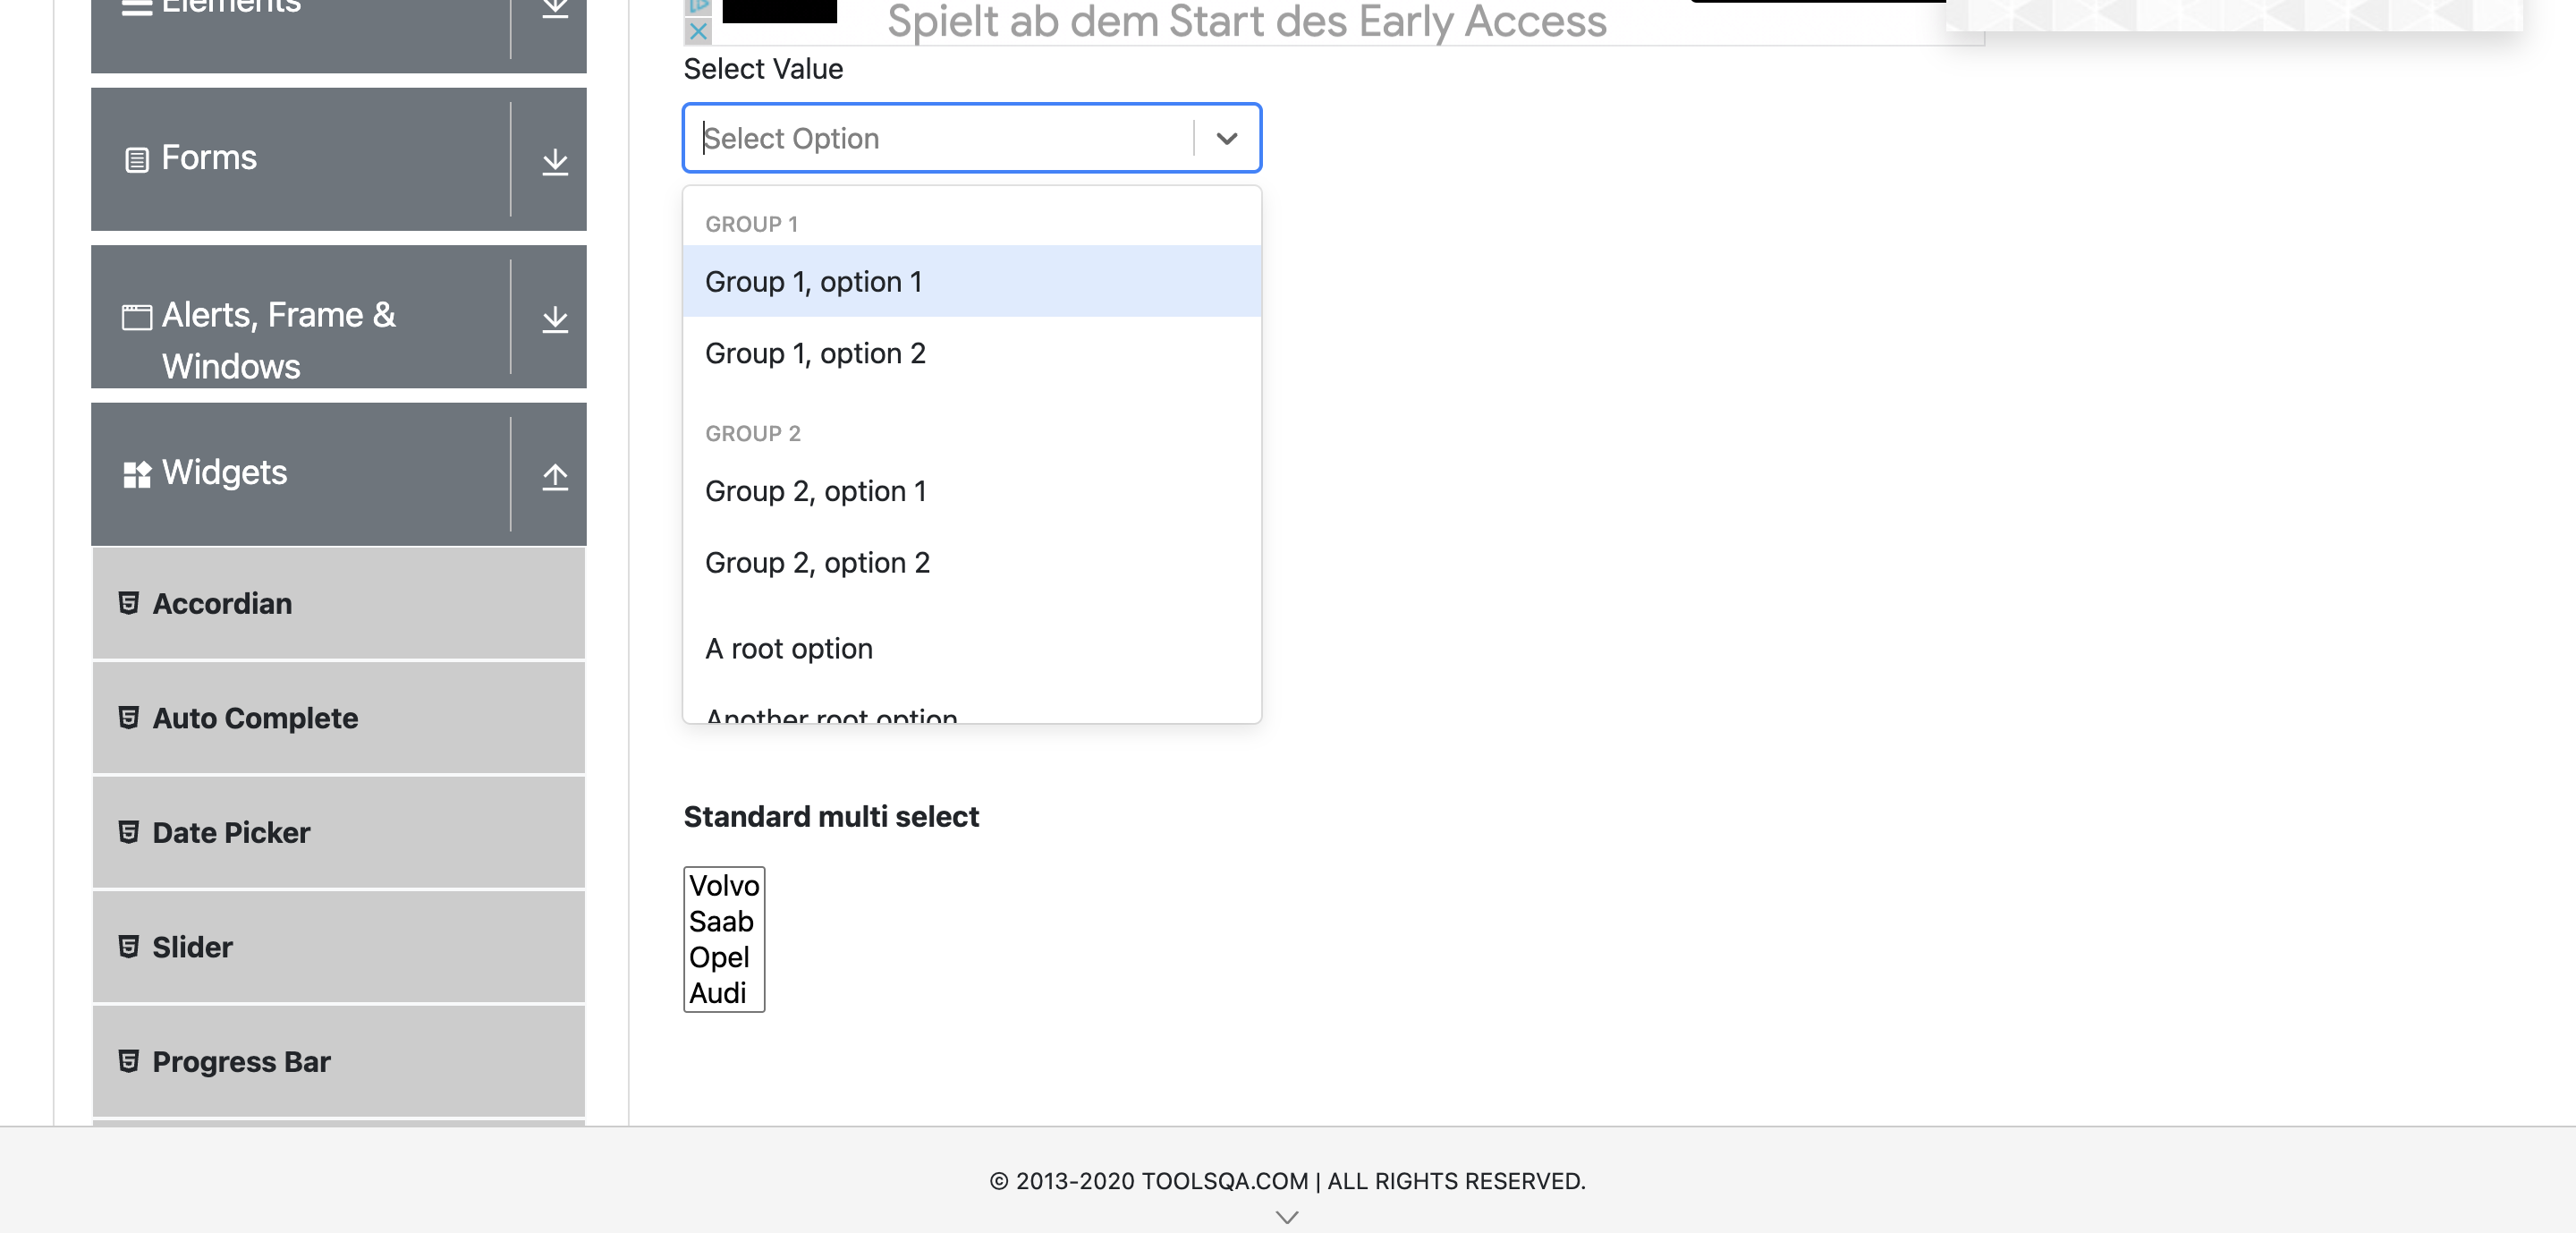 Elements
Forms
Alerts, Frame &
Windows
Widgets
Accordian
Auto Complete
Date Picker
Slider
Progress Bar
Spielt ab dem Start des Early Access
Select Value
Select Option
GROUP 1
Group 1, option 1
Group 1, option 2
GROUP 2
Group 2, option 1
Group 2, option 2
A root option
Another root option
Standard multi select
Volvo
Saab
Opel
Audi
© 2013-2020 TOOLSQA.COM | ALL RIGHTS RESERVED.